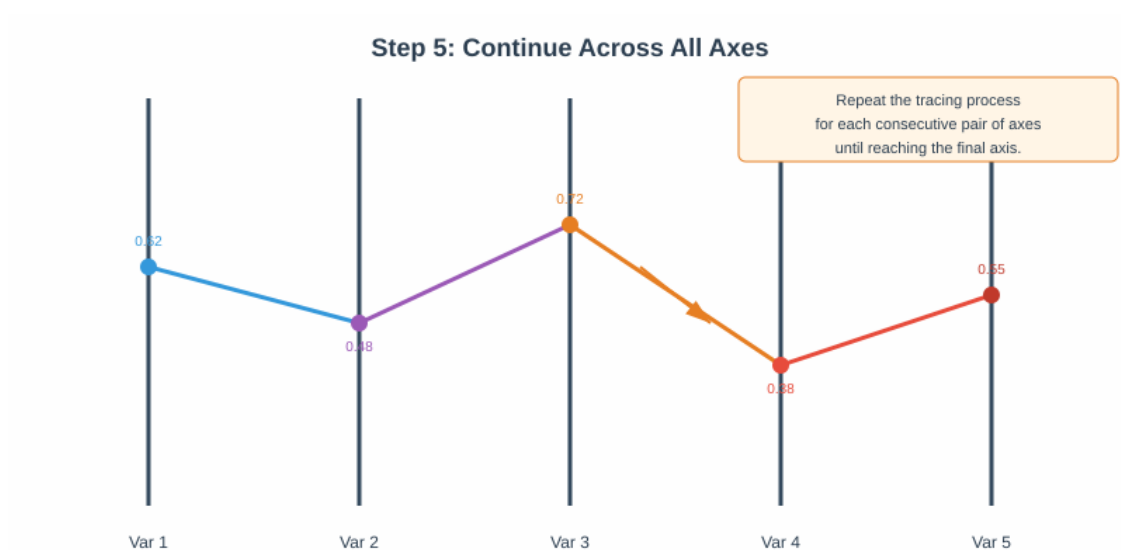 Step 5: Continue Across All Axes
Repeat the tracing process
for each consecutive pair of axes
until reaching the final axis.
0.72
0.62
0.55
0.48
0.38
Var 1
Var 2
Var 3
Var 4
Var 5